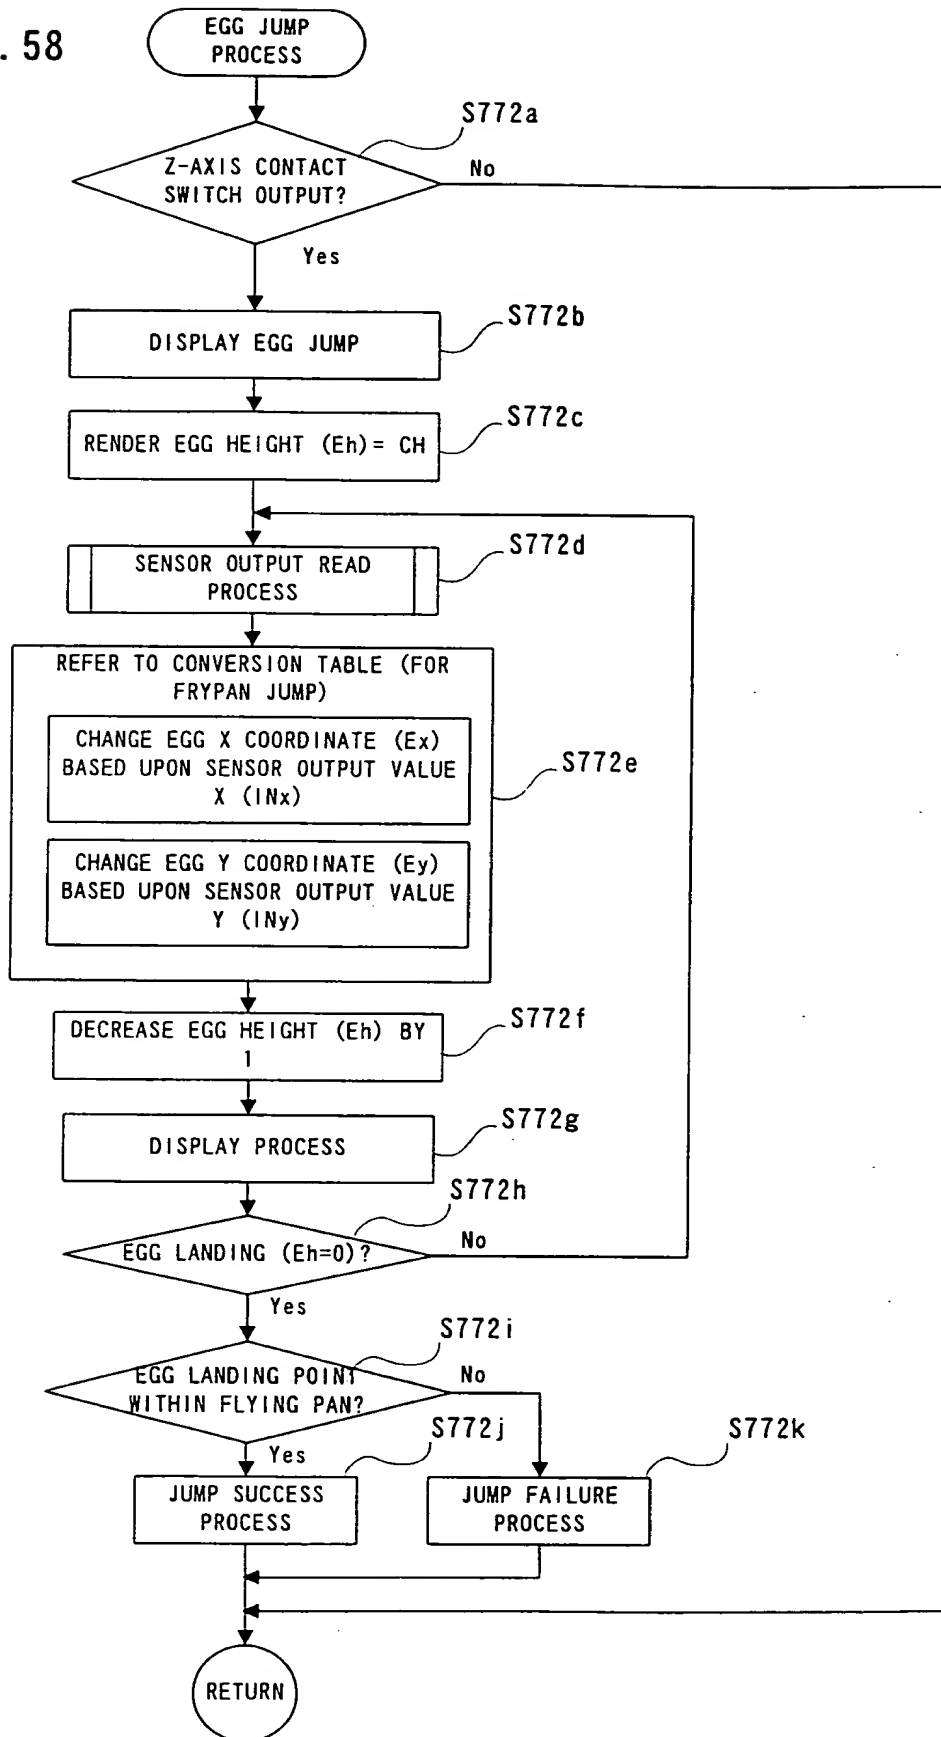 . 58
EGG JUMP
PROCESS
S772a
Z-AXIS CONTACT
SWITCH OUTPUT?
No
Yes
S772b
DISPLAY EGG JUMP
S772c
RENDER EGG HEIGHT (Eh)= CH
S772d
SENSOR OUTPUT READ
PROCESS
REFER TO CONVERSION TABLE (FOR
FRYPAN JUMP)
CHANGE EGG X COORDINATE (Ex)
BASED UPON SENSOR OUTPUT VALUE
X (INx)
S772e
CHANGE EGG Y COORDINATE (Ey)
BASED UPON SENSOR OUTPUT VALUE
Y (INy)
S772f
DECREASE EGG HEIGHT (Eh) BY
1
S772g
DISPLAY PROCESS
S772h
EGG LANDING (Eh=0)?
No
Yes
S772i
EGG LANDING POINT
WITHIN FLYING PAN?
No
Yes
S772j
S772k
JUMP SUCCESS
PROCESS
JUMP FAILURE
PROCESS
RETURN